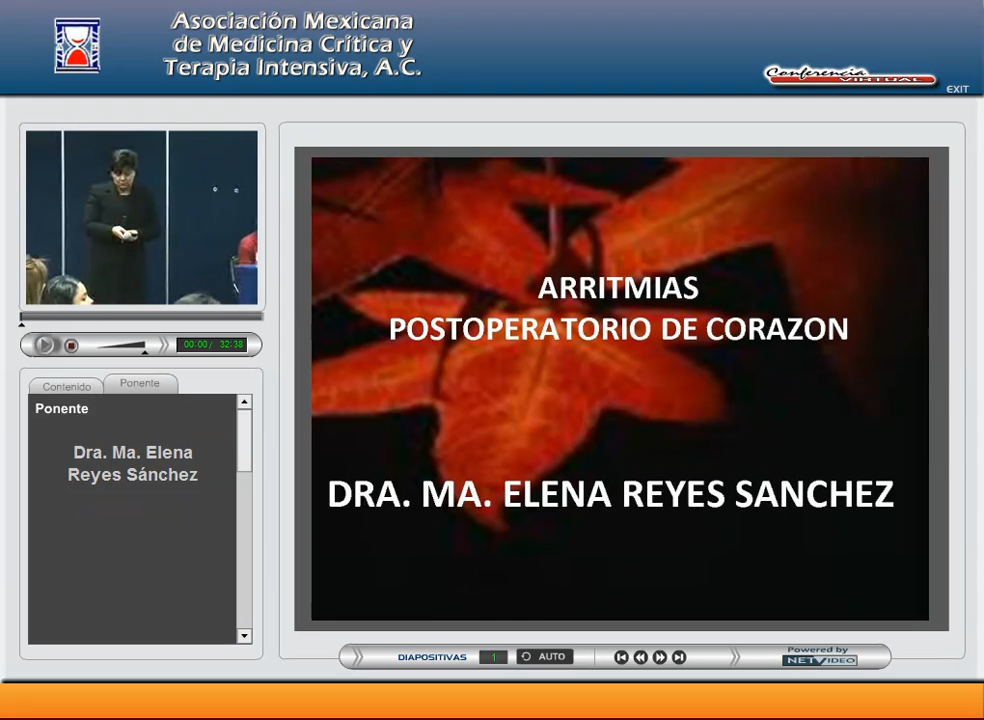 Asociación Mexicana
de Medicina Crítica y
Terapia Intensiva, A.C.
Conferencia
VIRTUAL
EXIT
00:00/ 32:38
Contenido
Ponente
Ponente
Dra. Ma. Elena
Reyes Sánchez
ARRITMIAS
POSTOPERATORIO DE CORAZON
DRA. MA. ELENA REYES SANCHEZ
DIAPOSITIVAS
1
AUTO
Powered by
NETVIDEO